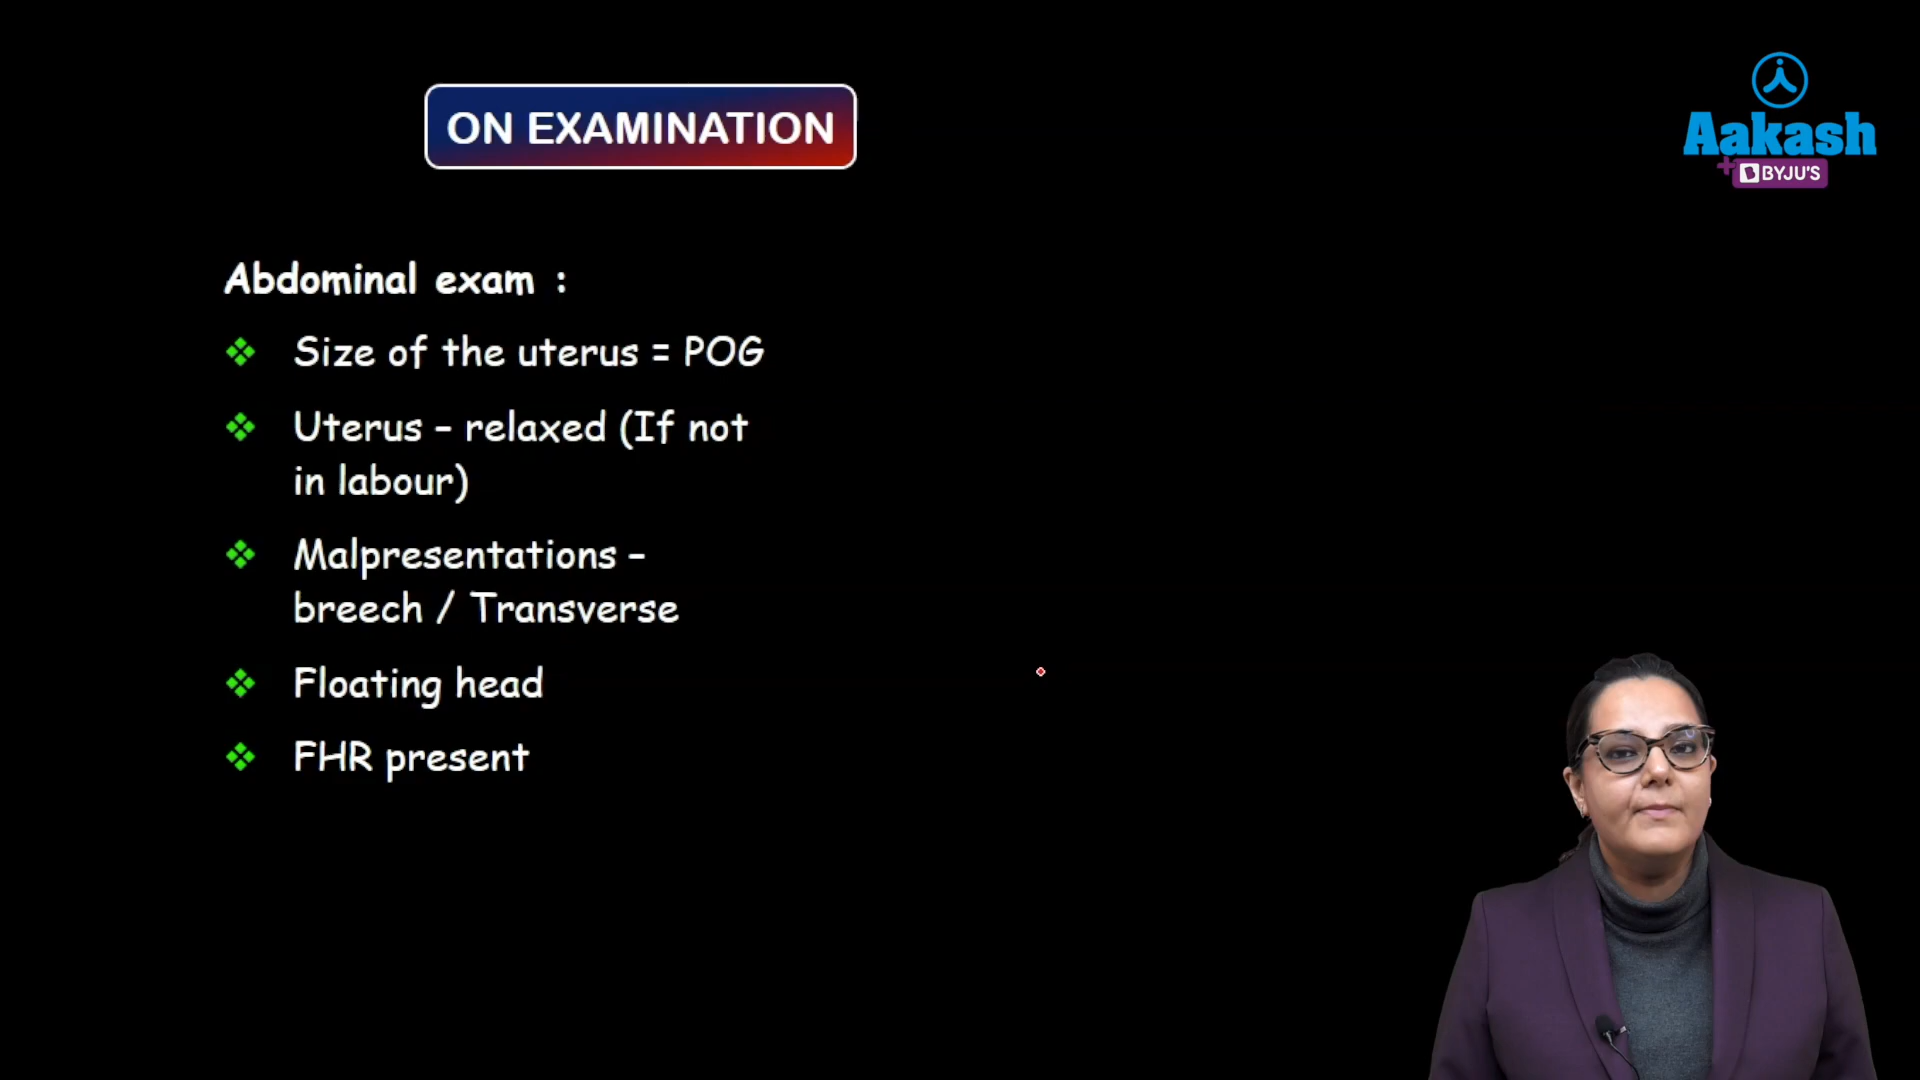 ON EXAMINATION
Aakash
+BYJU'S
Abdominal exam :
Size of the uterus = POG
Uterus – relaxed (If not
in labour)
Malpresentations –
breech / Transverse
Floating head
FHR present